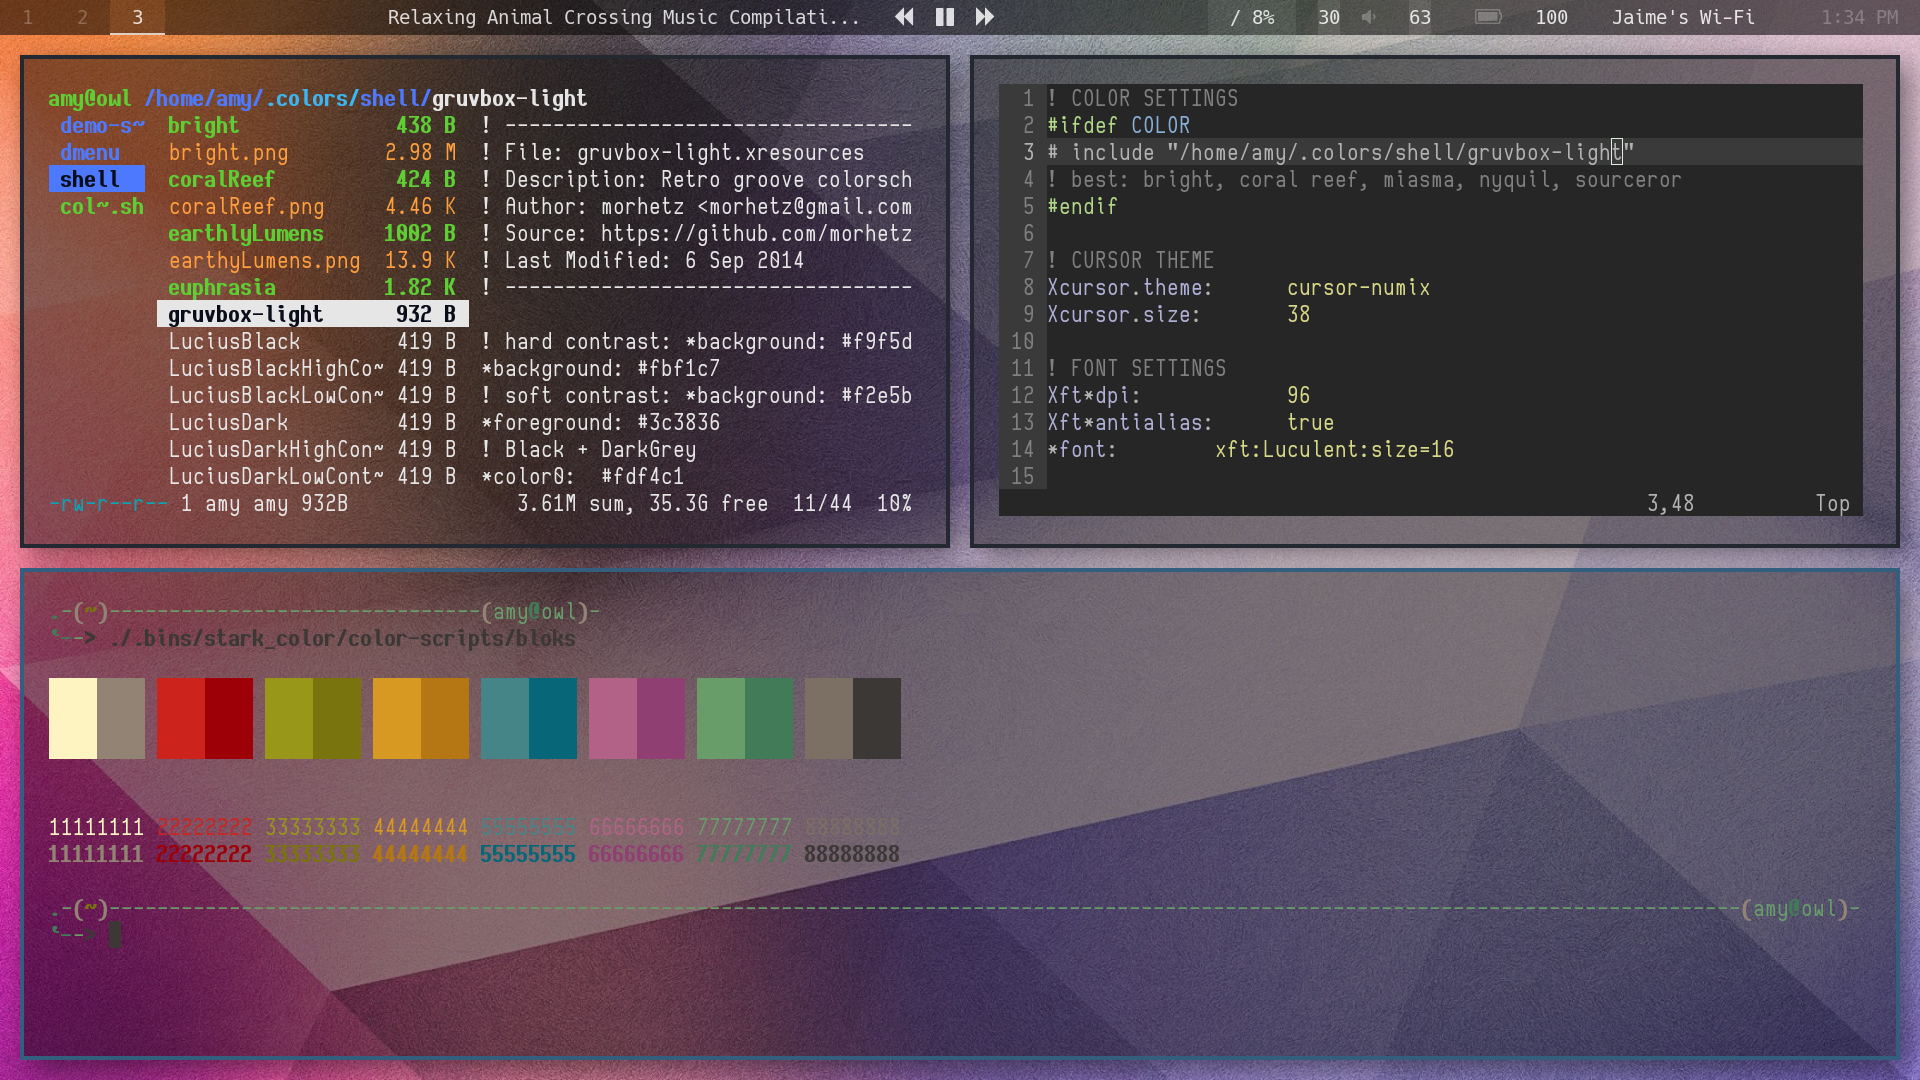 1 2 3 Relaxing Animal Crossing Music Compilati... / 8% 30 63 100 Jaime's Wi-Fi 1:34 PM
amy@owl /home/amy/.colors/shell/gruvbox-light
demo-s~ bright 438 B ! ----------------------------------
dmenu bright.png 2.98 M ! File: gruvbox-light.xresources
shell coralReef 424 B ! Description: Retro groove colorsch
col~.sh coralReef.png 4.46 K ! Author: morhetz <morhetz@gmail.com
earthlyLumens 1002 B ! Source: https://github.com/morhetz
earthyLumens.png 13.9 K ! Last Modified: 6 Sep 2014
euphrasia 1.82 K ! ----------------------------------
gruvbox-light 932 B
LuciusBlack 419 B ! hard contrast: *background: #f9f5d
LuciusBlackHighCo~ 419 B *background: #fbf1c7
LuciusBlackLowCon~ 419 B ! soft contrast: *background: #f2e5b
LuciusDark 419 B *foreground: #3c3836
LuciusDarkHighCon~ 419 B ! Black + DarkGrey
LuciusDarkLowCont~ 419 B *color0: #fdf4c1
-rw-r--r-- 1 amy amy 932B 3.61M sum, 35.3G free 11/44 10%
1 ! COLOR SETTINGS
2 #ifdef COLOR
3 # include "/home/amy/.colors/shell/gruvbox-light"
4 ! best: bright, coral reef, miasma, nyquil, sourceror
5 #endif
6
7 ! CURSOR THEME
8 Xcursor.theme: cursor-numix
9 Xcursor.size: 38
10
11 ! FONT SETTINGS
12 Xft*dpi: 96
13 Xft*antialias: true
14 *font: xft:Luculent:size=16
15
3,48 Top
.-(~)-------------------------------(amy@owl)-
'--> ./.bins/stark_color/color-scripts/bloks
11111111 22222222 33333333 44444444 55555555 66666666 77777777 88888888
11111111 22222222 33333333 44444444 55555555 66666666 77777777 88888888
.-(~)----------------------------------------------------------------------------------------------------------------------------------------(amy@owl)-
'-->